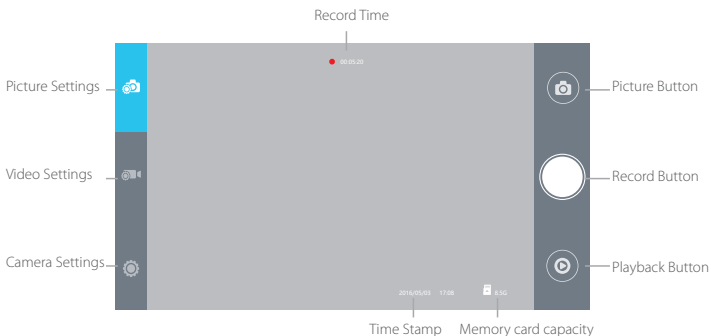 Record Time
00:05:20
Picture Settings
Picture Button
Video Settings
Record Button
Camera Settings
Playback Button
2016/05/03 17:08 8.5G
Time Stamp Memory card capacity